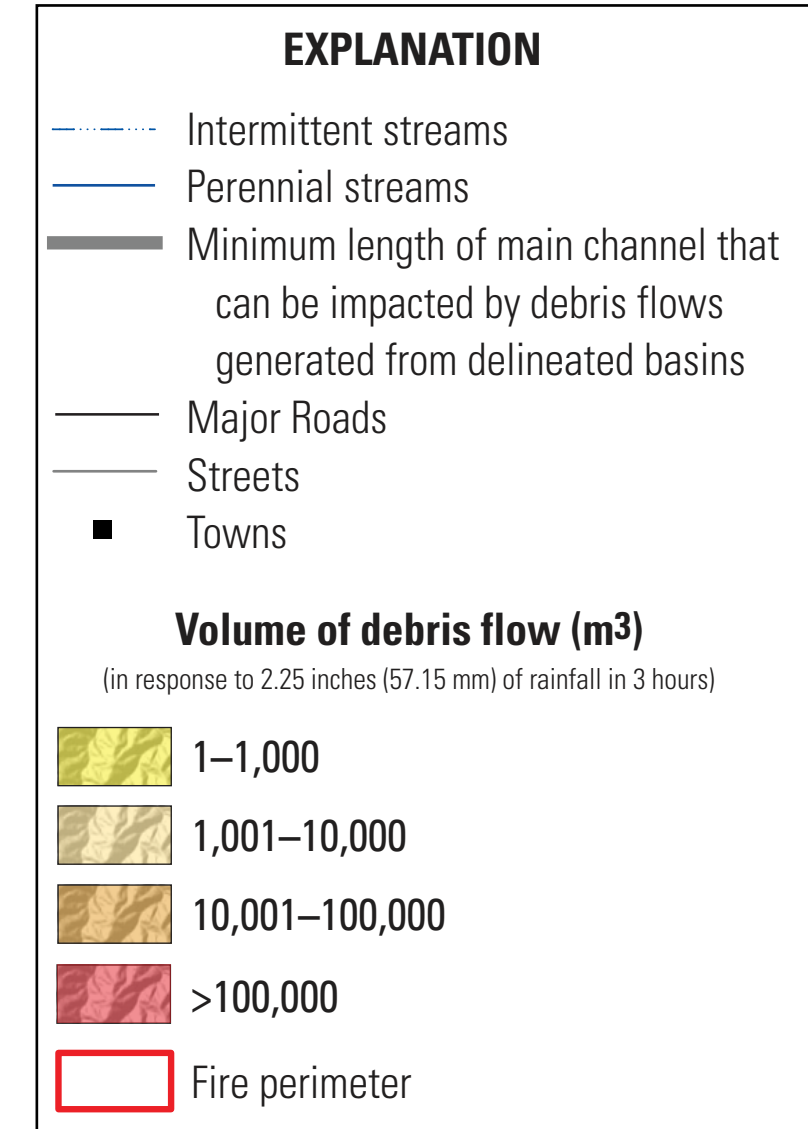 EXPLANATION
Intermittent streams
Perennial streams
Minimum length of main channel that
can be impacted by debris flows
generated from delineated basins
Major Roads
Streets
Towns
Volume of debris flow (m3)
(in response to 2.25 inches (57.15 mm) of rainfall in 3 hours)
1–1,000
1,001–10,000
10,001–100,000
>100,000
Fire perimeter